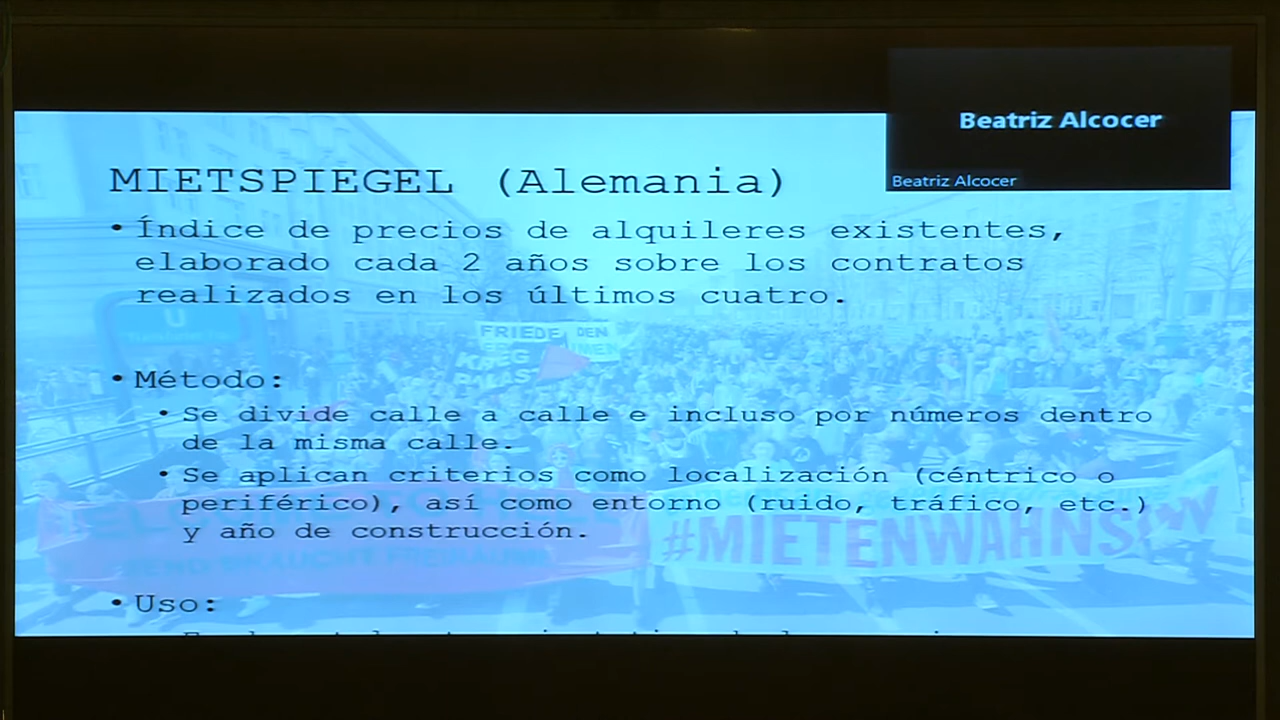 Beatriz Alcocer
Beatriz Alcocer
MIETSPIEGEL (Alemania)
• Índice de precios de alquileres existentes,
elaborado cada 2 años sobre los contratos
realizados en los últimos cuatro.
U
FRIEDE DEN
KRIEG
• Método:
• Se divide calle a calle e incluso por números dentro
de la misma calle.
• Se aplican criterios como localización (céntrico o
periférico), así como entorno (ruido, tráfico, etc.)
y año de construcción.
#MIETENWAHNSI
• Uso: